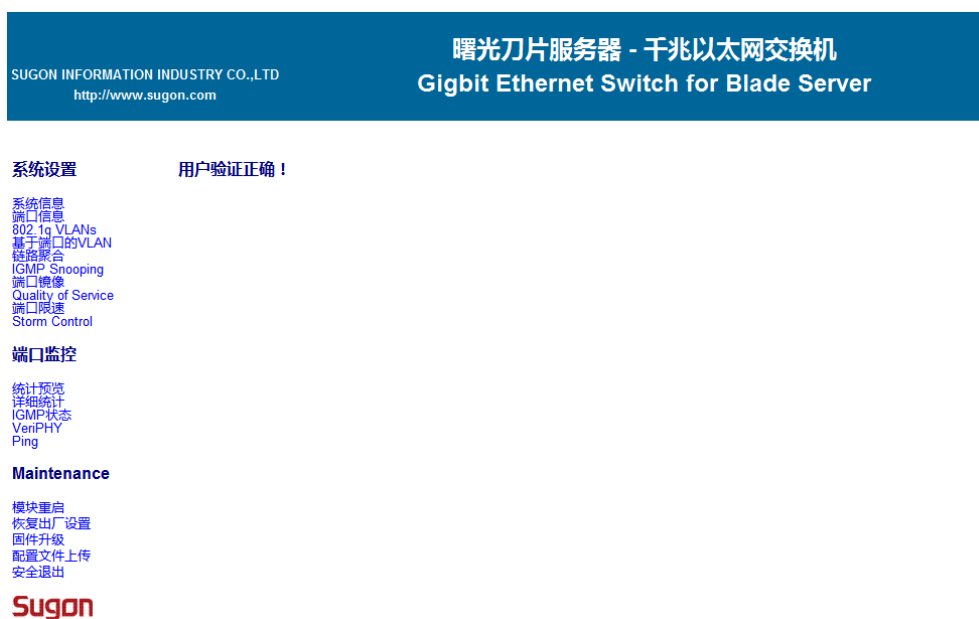 SUGON INFORMATION INDUSTRY CO.,LTD
http://www.sugon.com
曙光刀片服务器 - 千兆以太网交换机
Gigbit Ethernet Switch for Blade Server
系统设置
系统信息
端口信息
802.1q VLANs
基于端口的VLAN
链路聚合
IGMP Snooping
端口镜像
Quality of Service
端口限速
Storm Control
端口监控
统计预览
详细统计
IGMP状态
VeriPHY
Ping
Maintenance
模块重启
恢复出厂设置
固件升级
配置文件上传
安全退出
Sugon
用户验证正确！